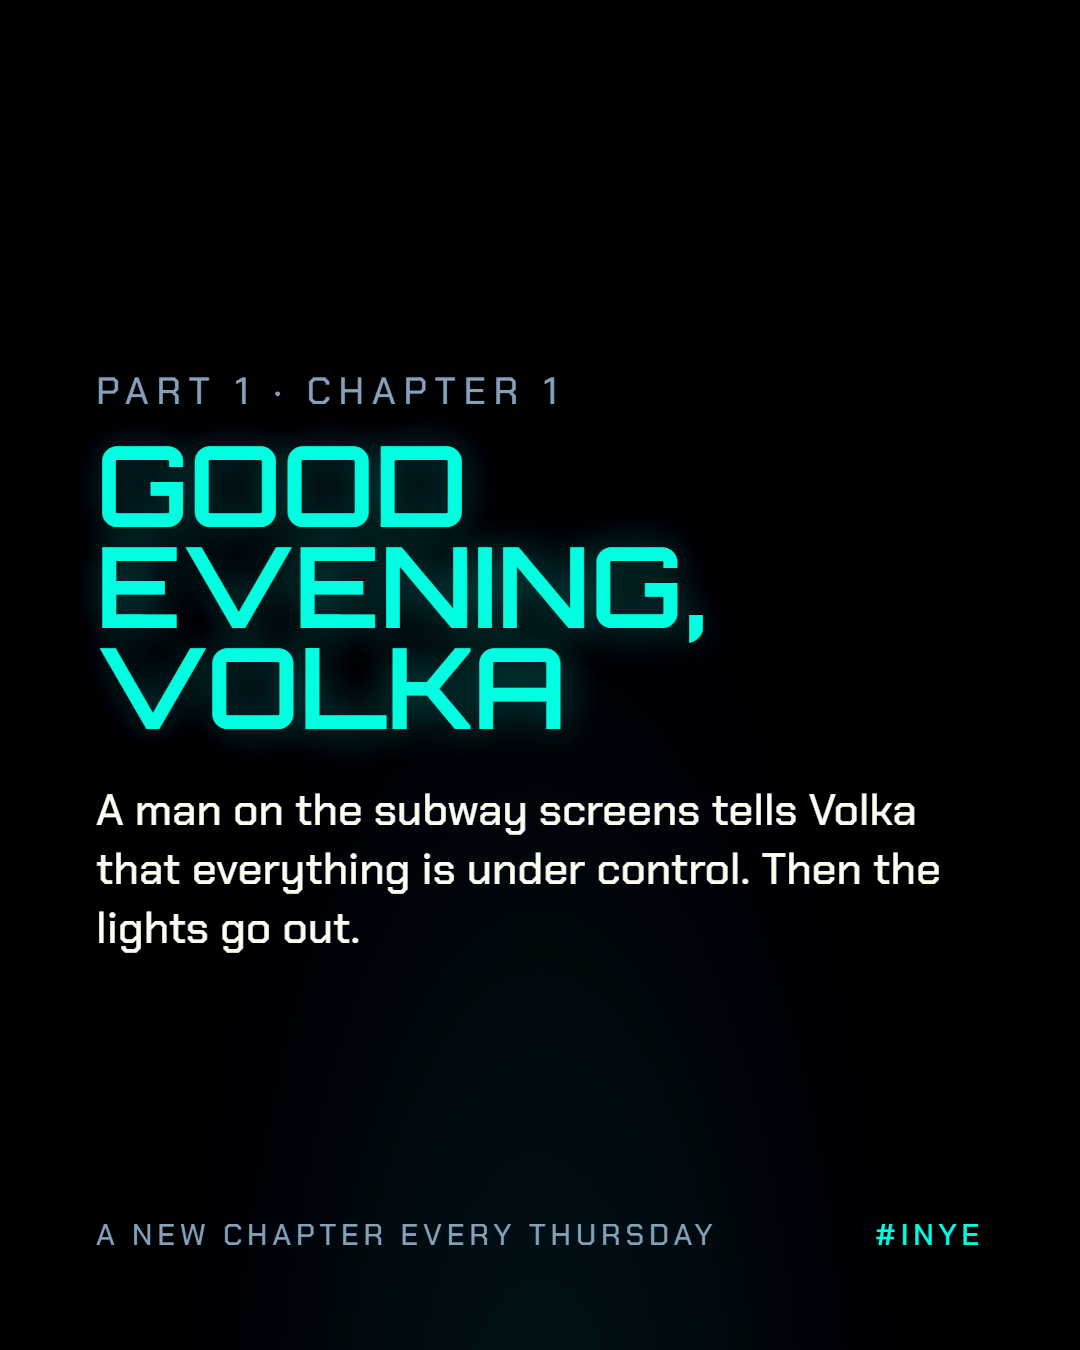 PART 1 · CHAPTER 1
GOOD
EVENING,
VOLKA
A man on the subway screens tells Volka
that everything is under control. Then the
lights go out.
A NEW CHAPTER EVERY THURSDAY
#INYE